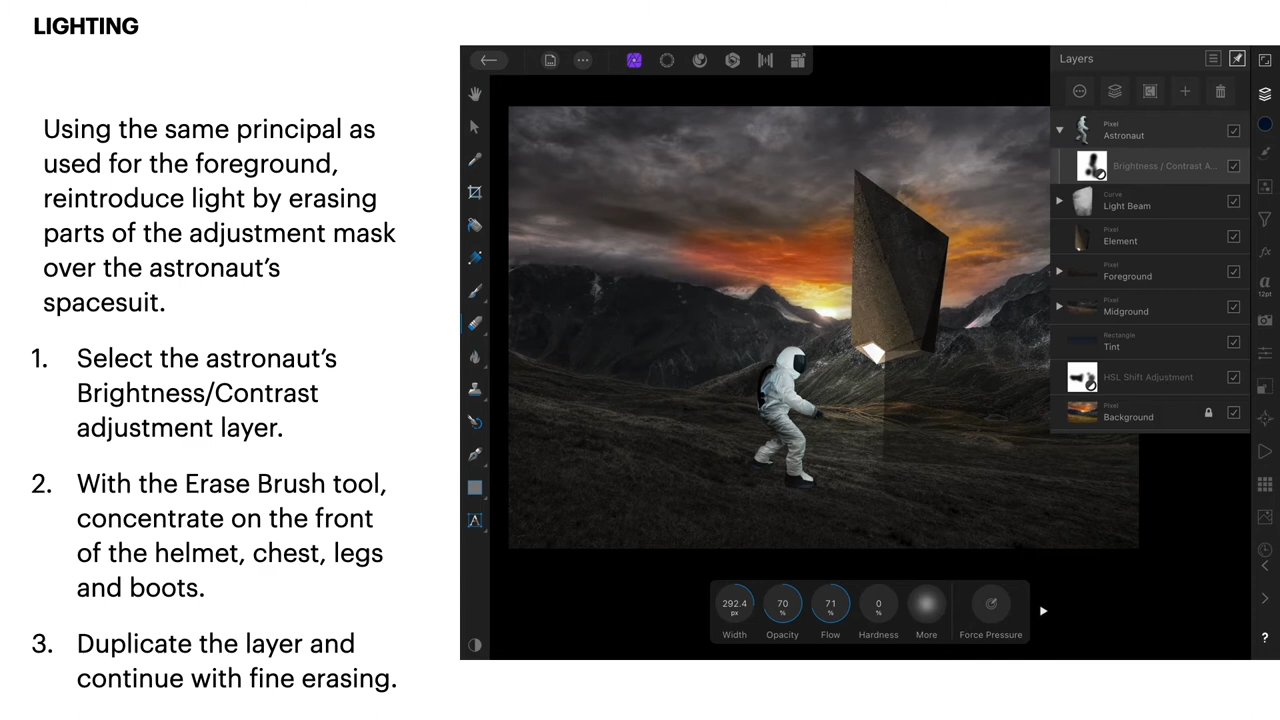 LIGHTING
Using the same principal as
used for the foreground,
reintroduce light by erasing
parts of the adjustment mask
over the astronaut’s
spacesuit.
1. Select the astronaut’s
Brightness/Contrast
adjustment layer.
2. With the Erase Brush tool,
concentrate on the front
of the helmet, chest, legs
and boots.
3. Duplicate the layer and
continue with fine erasing.
Layers
Pixel
Astronaut
Brightness / Contrast A...
Curve
Light Beam
Pixel
Element
Pixel
Foreground
Pixel
Midground
Rectangle
Tint
HSL Shift Adjustment
Pixel
Background
fx
a
12pt
A
?
292.4
px
Width
70
%
Opacity
71
%
Flow
0
%
Hardness
More
Force Pressure